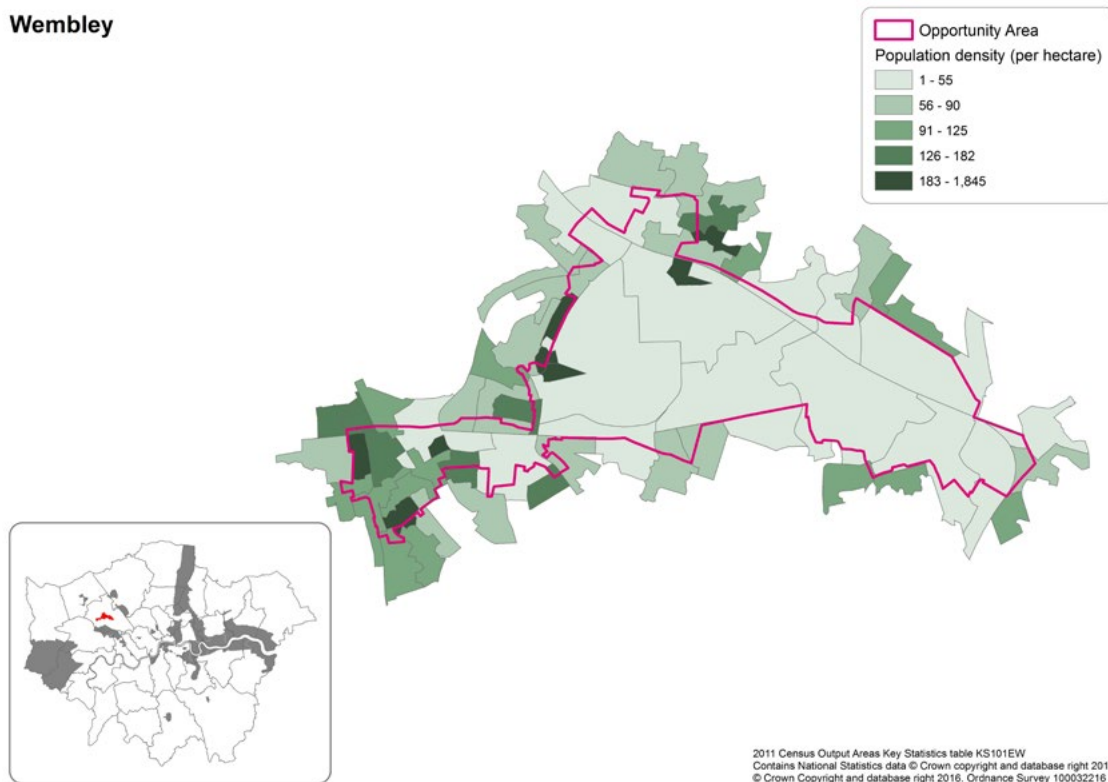 Wembley
Opportunity Area
Population density (per hectare)
1 - 55
56 - 90
91 - 125
126 - 182
183 - 1,845
2011 Census Output Areas Key Statistics table KS101EW
Contains National Statistics data © Crown copyright and database right 201
© Crown Copyright and database right 2016. Ordnance Survey 100032216